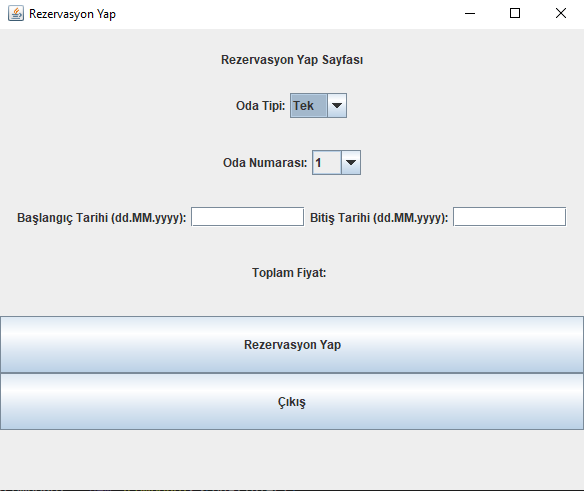 Rezervasyon Yap
Rezervasyon Yap Sayfası
Oda Tipi: Tek
Oda Numarası: 1
Başlangıç Tarihi (dd.MM.yyyy): Bitiş Tarihi (dd.MM.yyyy):
Toplam Fiyat:
Rezervasyon Yap
Çıkış